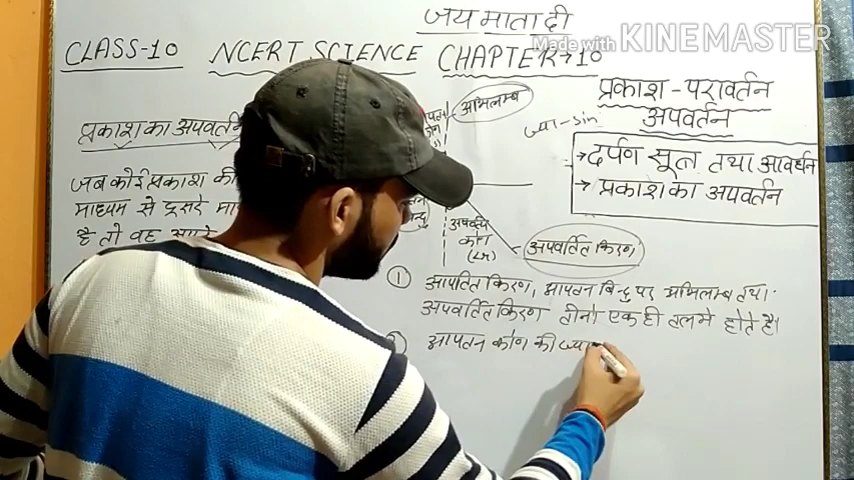 जय माता दी
Made with KINEMASTER
CLASS-10 NCERT SCIENCE CHAPTER→10
प्रकाश-परावर्तन
अपवर्तन
→दर्पण सूत्र तथा आवर्धन
→ प्रकाश का अपवर्तन
प्रकाश का अपवर्तन
जब कोई प्रकाश की
माध्यम से दूसरे
है तो वह
अभिलम्ब
ज्या-sin
अपवर्तन
कोण
(∠r)
अपवर्तित किरण
① आपतित किरण, आपतन बिन्दु पर अभिलम्ब तथा
अपवर्तित किरण तीनो एक ही तलमे होते है।
आपतन कोण की ज्या